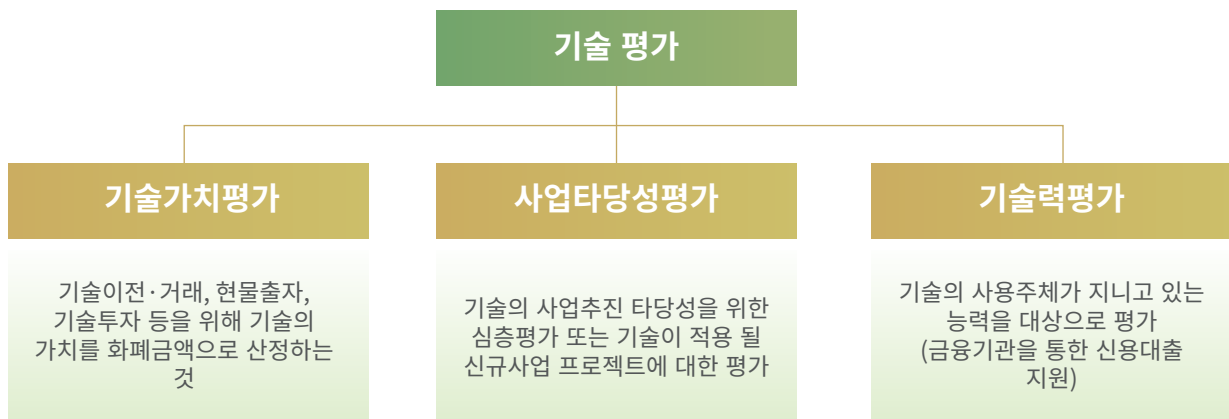 기술 평가
기술가치평가
사업타당성평가
기술력평가
기술이전·거래, 현물출자,
기술투자 등을 위해 기술의
가치를 화폐금액으로 산정하는
것
기술의 사업추진 타당성을 위한
심층평가 또는 기술이 적용 될
신규사업 프로젝트에 대한 평가
기술의 사용주체가 지니고 있는
능력을 대상으로 평가
(금융기관을 통한 신용대출
지원)